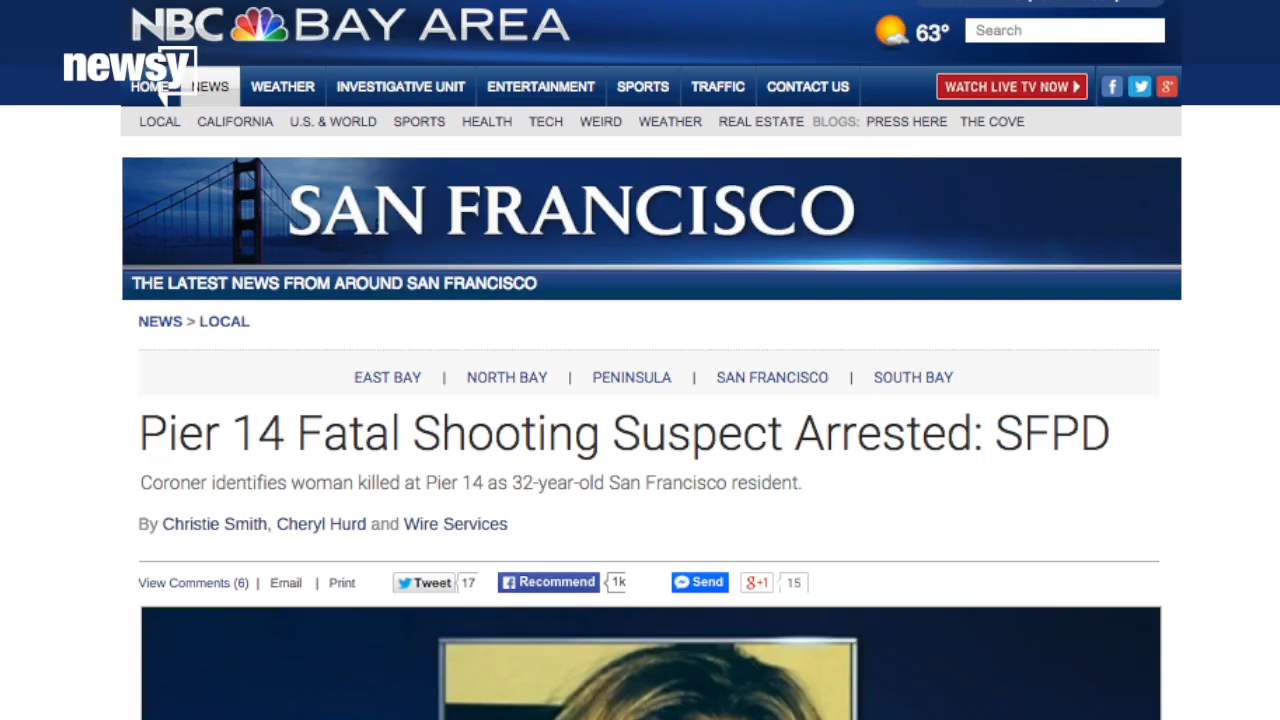 NBC BAY AREA
63°
Search
newsy
HOME NEWS WEATHER INVESTIGATIVE UNIT ENTERTAINMENT SPORTS TRAFFIC CONTACT US WATCH LIVE TV NOW
LOCAL CALIFORNIA U.S. & WORLD SPORTS HEALTH TECH WEIRD WEATHER REAL ESTATE BLOGS: PRESS HERE THE COVE
SAN FRANCISCO
THE LATEST NEWS FROM AROUND SAN FRANCISCO
NEWS > LOCAL
EAST BAY | NORTH BAY | PENINSULA | SAN FRANCISCO | SOUTH BAY
Pier 14 Fatal Shooting Suspect Arrested: SFPD
Coroner identifies woman killed at Pier 14 as 32-year-old San Francisco resident.
By Christie Smith, Cheryl Hurd and Wire Services
View Comments (6) | Email | Print Tweet 17 Recommend 1k Send g+1 15